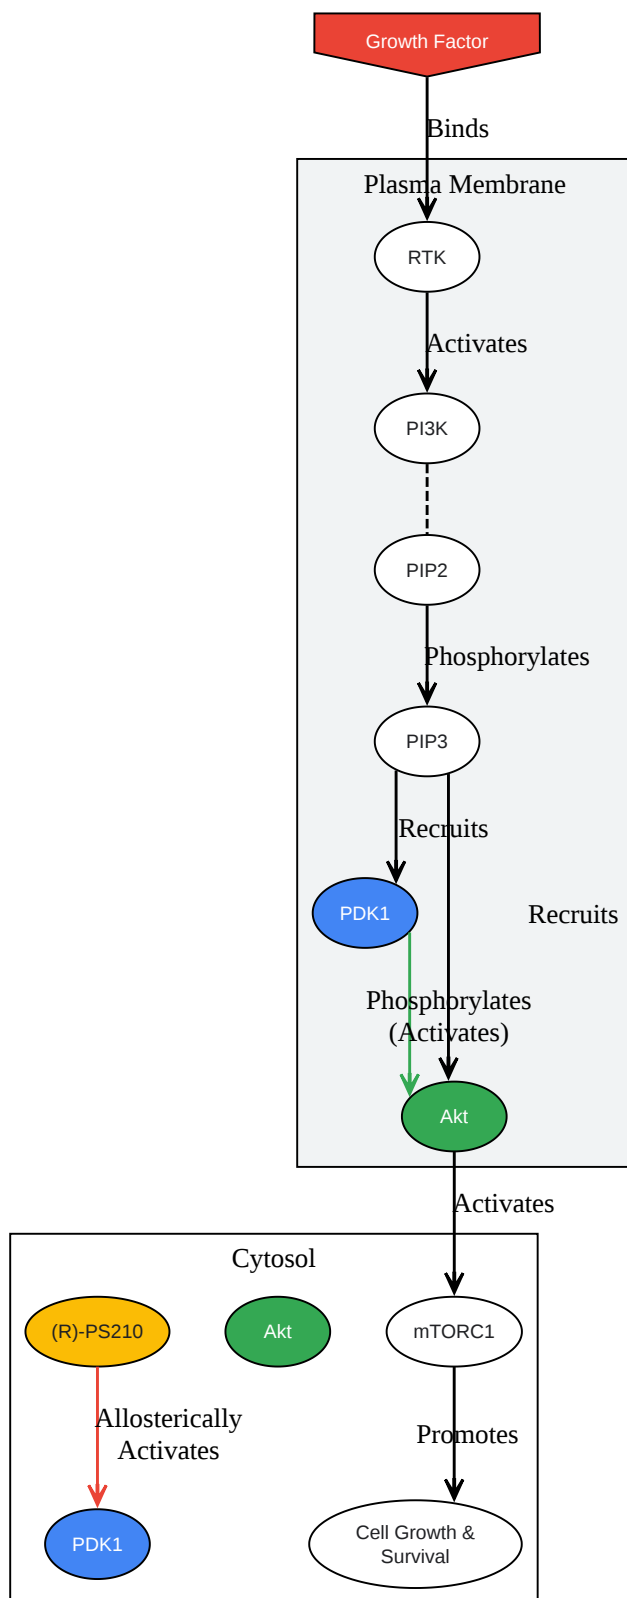 Growth Factor
Binds
Plasma Membrane
RTK
Activates
PI3K
PIP2
Phosphorylates
PIP3
Recruits
PDK1
Recruits
Phosphorylates
(Activates)
Akt
Activates
Cytosol
(R)-PS210
Akt
mTORC1
Allosterically
Activates
Promotes
PDK1
Cell Growth &
Survival